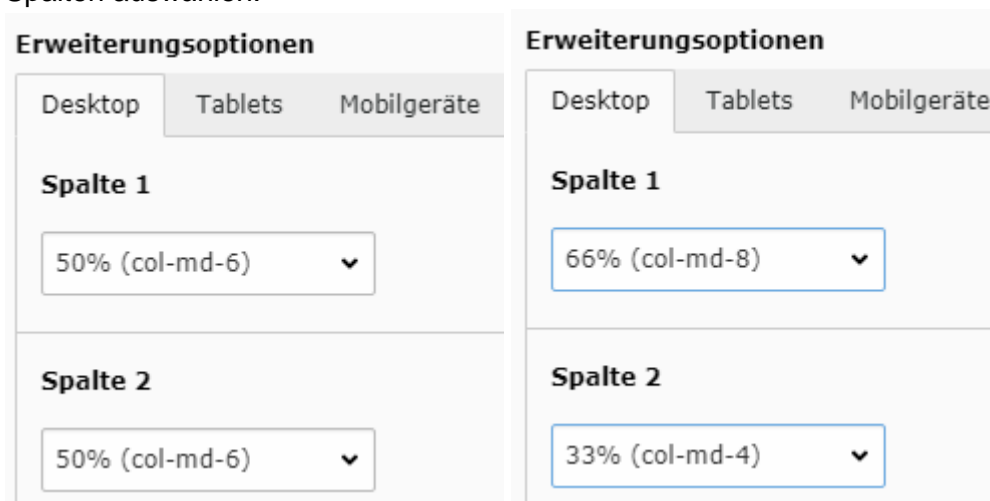 Spalten auswählen.
Erweiterungsoptionen
Desktop Tablets Mobilgeräte
Spalte 1
50% (col-md-6)
Spalte 2
50% (col-md-6)
Erweiterungsoptionen
Desktop Tablets Mobilgeräte
Spalte 1
66% (col-md-8)
Spalte 2
33% (col-md-4)